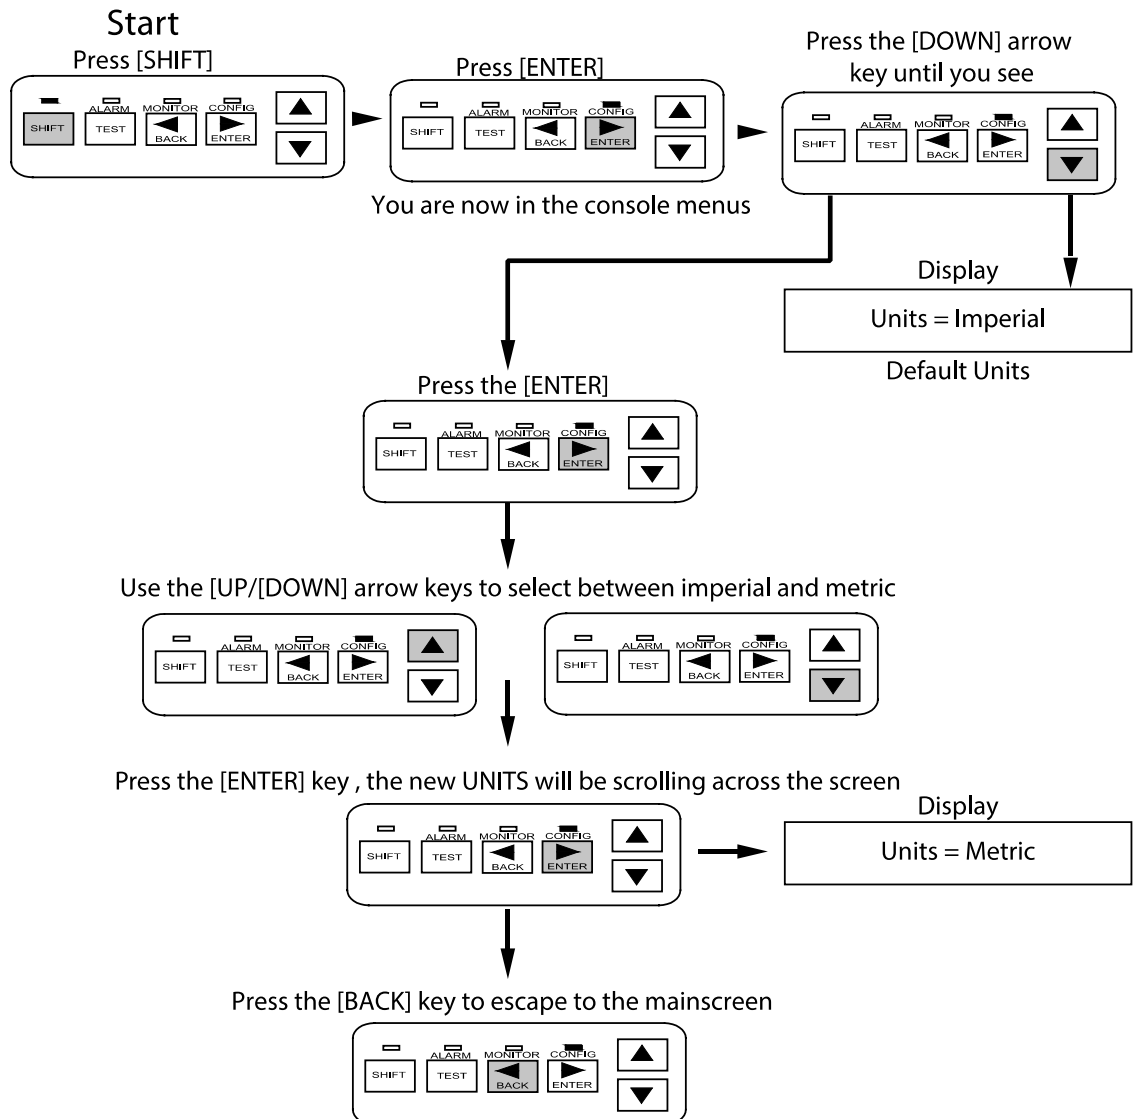 Start
Press [SHIFT]
ALARM MONITOR CONFIG
SHIFT TEST BACK ENTER
Press [ENTER]
ALARM MONITOR CONFIG
SHIFT TEST BACK ENTER
You are now in the console menus
Press the [DOWN] arrow
key until you see
ALARM MONITOR CONFIG
SHIFT TEST BACK ENTER
Display
Units = Imperial
Default Units
Press the [ENTER]
ALARM MONITOR CONFIG
SHIFT TEST BACK ENTER
Use the [UP/[DOWN] arrow keys to select between imperial and metric
ALARM MONITOR CONFIG
SHIFT TEST BACK ENTER
ALARM MONITOR CONFIG
SHIFT TEST BACK ENTER
Press the [ENTER] key , the new UNITS will be scrolling across the screen
ALARM MONITOR CONFIG
SHIFT TEST BACK ENTER
Display
Units = Metric
Press the [BACK] key to escape to the mainscreen
ALARM MONITOR CONFIG
SHIFT TEST BACK ENTER